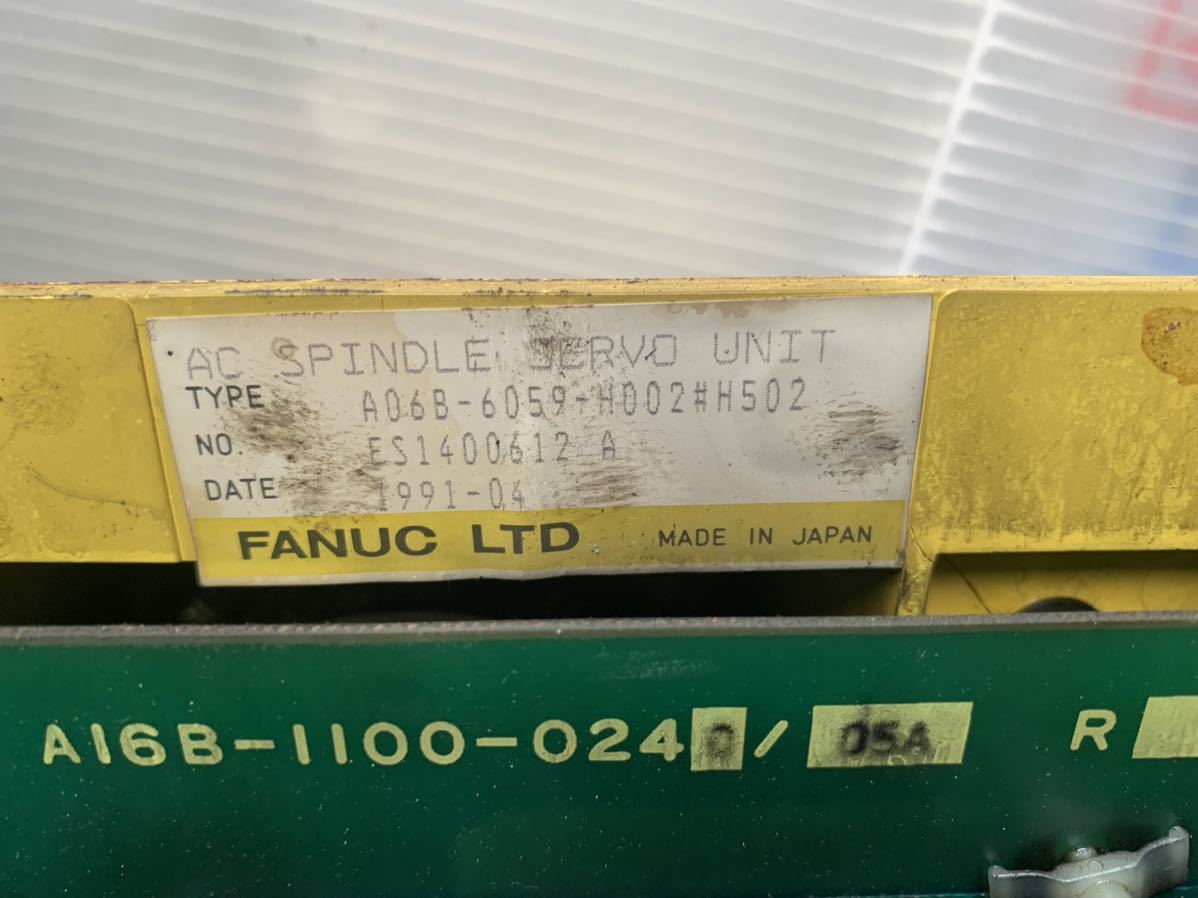 AC SPINDLE SERVO UNIT
TYPE A06B-6059-H002#H502
NO. ES1400612 A
DATE 1991-04
FANUC LTD MADE IN JAPAN
A16B-1100-0240/05A R